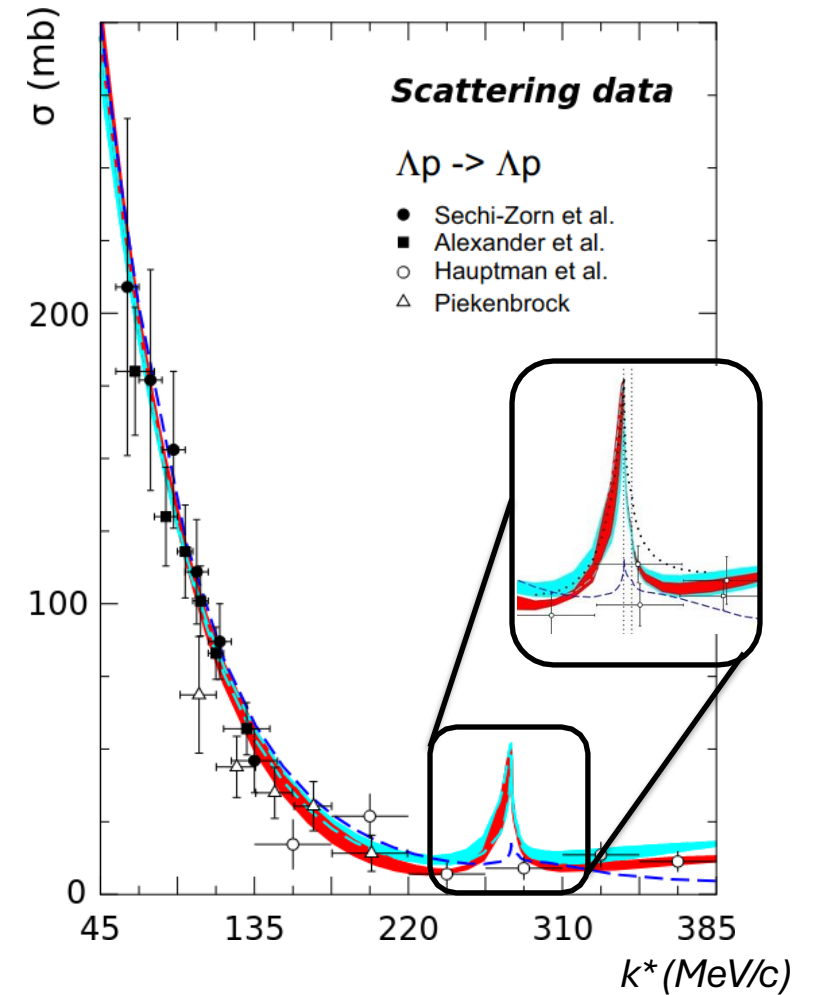 σ (mb)
Scattering data
Λp -> Λp
Sechi-Zorn et al.
Alexander et al.
Hauptman et al.
Piekenbrock
200
100
0
45 135 220 310 385
k* (MeV/c)